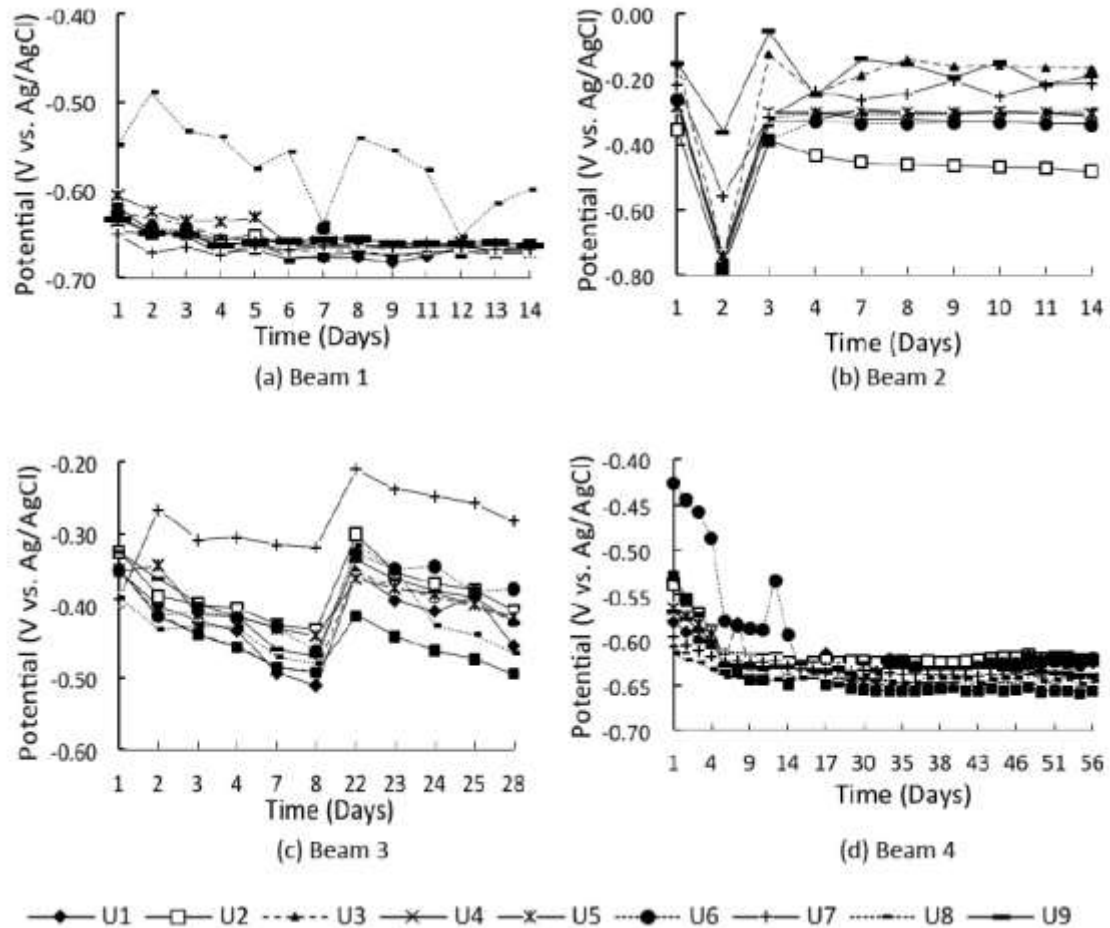 -0.40
-0.50
-0.60
-0.70
Potential (V vs. Ag/AgCl)
1 2 3 4 5 6 7 8 9 11 12 13 14
Time (Days)
(a) Beam 1
0.00
-0.20
-0.40
-0.60
-0.80
Potential (V vs. Ag/AgCl)
1 2 3 4 7 8 9 10 11 14
Time (Days)
(b) Beam 2
-0.20
-0.30
-0.40
-0.50
-0.60
Potential (V vs. Ag/AgCl)
1 2 3 4 7 8 22 23 24 25 28
Time (Days)
(c) Beam 3
-0.40
-0.45
-0.50
-0.55
-0.60
-0.65
-0.70
Potential (V vs. Ag/AgCl)
1 4 9 14 17 30 35 38 43 46 51 56
Time (Days)
(d) Beam 4
U1 U2 U3 U4 U5 U6 U7 U8 U9